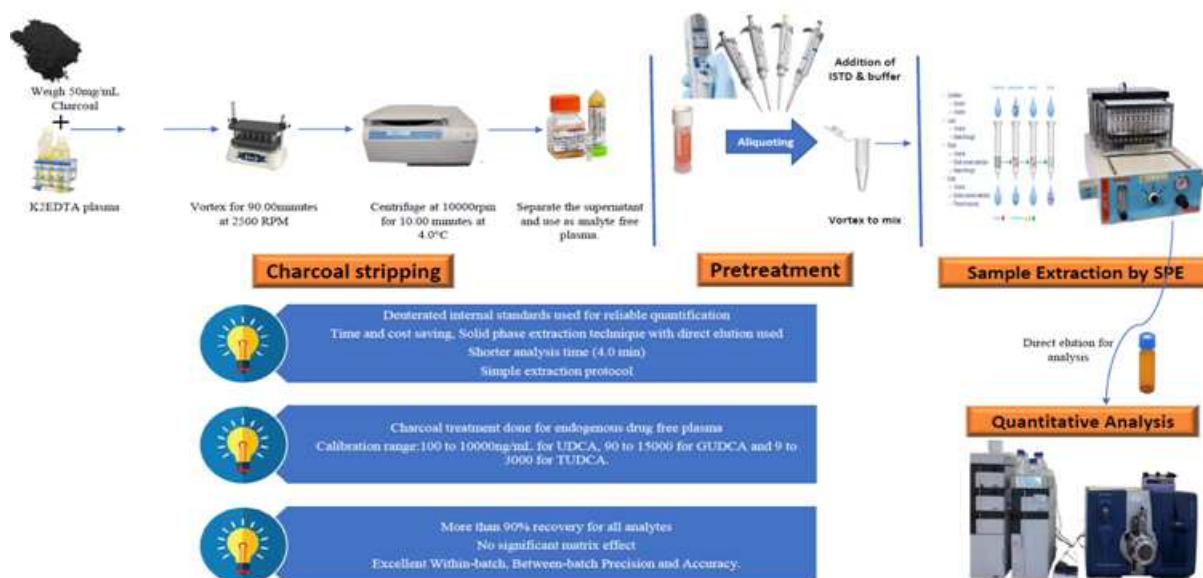 Weigh 50mg/mL
Charcoal
+
K2EDTA plasma
Vortex for 90.00minutes
at 2500 RPM
Centrifuge at 10000rpm
for 10.00 minutes at
4.0°C
Separate the supernatant
and use as analyte free
plasma.
Charcoal stripping
Addition of
ISTD & buffer
Aliquoting
Vortex to mix
Pretreatment
Sample Extraction by SPE
Direct elution for
analysis
Quantitative Analysis
Deuterated internal standards used for reliable quantification
Time and cost saving, Solid phase extraction technique with direct elution used
Shorter analysis time (4.0 min)
Simple extraction protocol
Charcoal treatment done for endogenous drug free plasma
Calibration range:100 to 10000ng/mL for UDCA, 90 to 15000 for GUDCA and 9 to
3000 for TUDCA.
More than 90% recovery for all analytes
No significant matrix effect
Excellent Within-batch, Between-batch Precision and Accuracy.